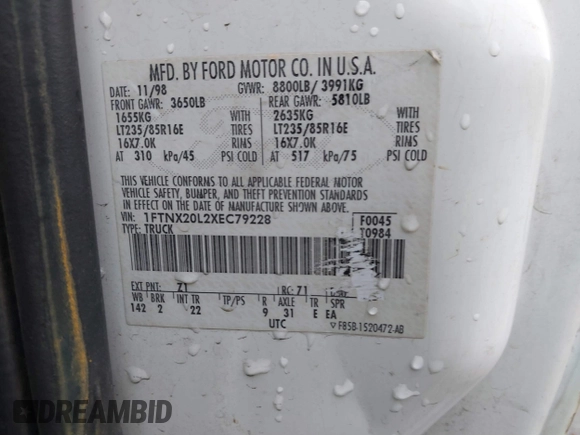 MFD. BY FORD MOTOR CO. IN U.S.A.
DATE: 11/98 GVWR: 8800LB/ 3991KG
FRONT GAWR: 3650LB REAR GAWR: 5810LB
1655KG WITH 2635KG WITH
LT235/85R16E TIRES LT235/85R16E TIRES
16X7.0K RIMS 16X7.0K RIMS
AT 310 kPa/45 PSI COLD AT 517 kPa/75 PSI COLD
THIS VEHICLE CONFORMS TO ALL APPLICABLE FEDERAL MOTOR
VEHICLE SAFETY, BUMPER, AND THEFT PREVENTION STANDARDS
IN EFFECT ON THE DATE OF MANUFACTURE SHOWN ABOVE.
VIN: 1FTNX20L2XEC79228 F0045
TYPE: TRUCK T0984
EXT PNT: Z1 RC: 71
WB BRK INT TR TP/PS R AXLE TR SPR
142 2 22 9 31 E EA
UTC F85B-1520472-AB
DREAMBID